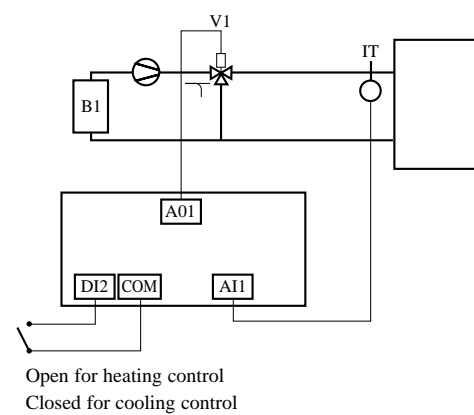 V1
IT
B1
A01
DI2 COM AI1
Open for heating control
Closed for cooling control